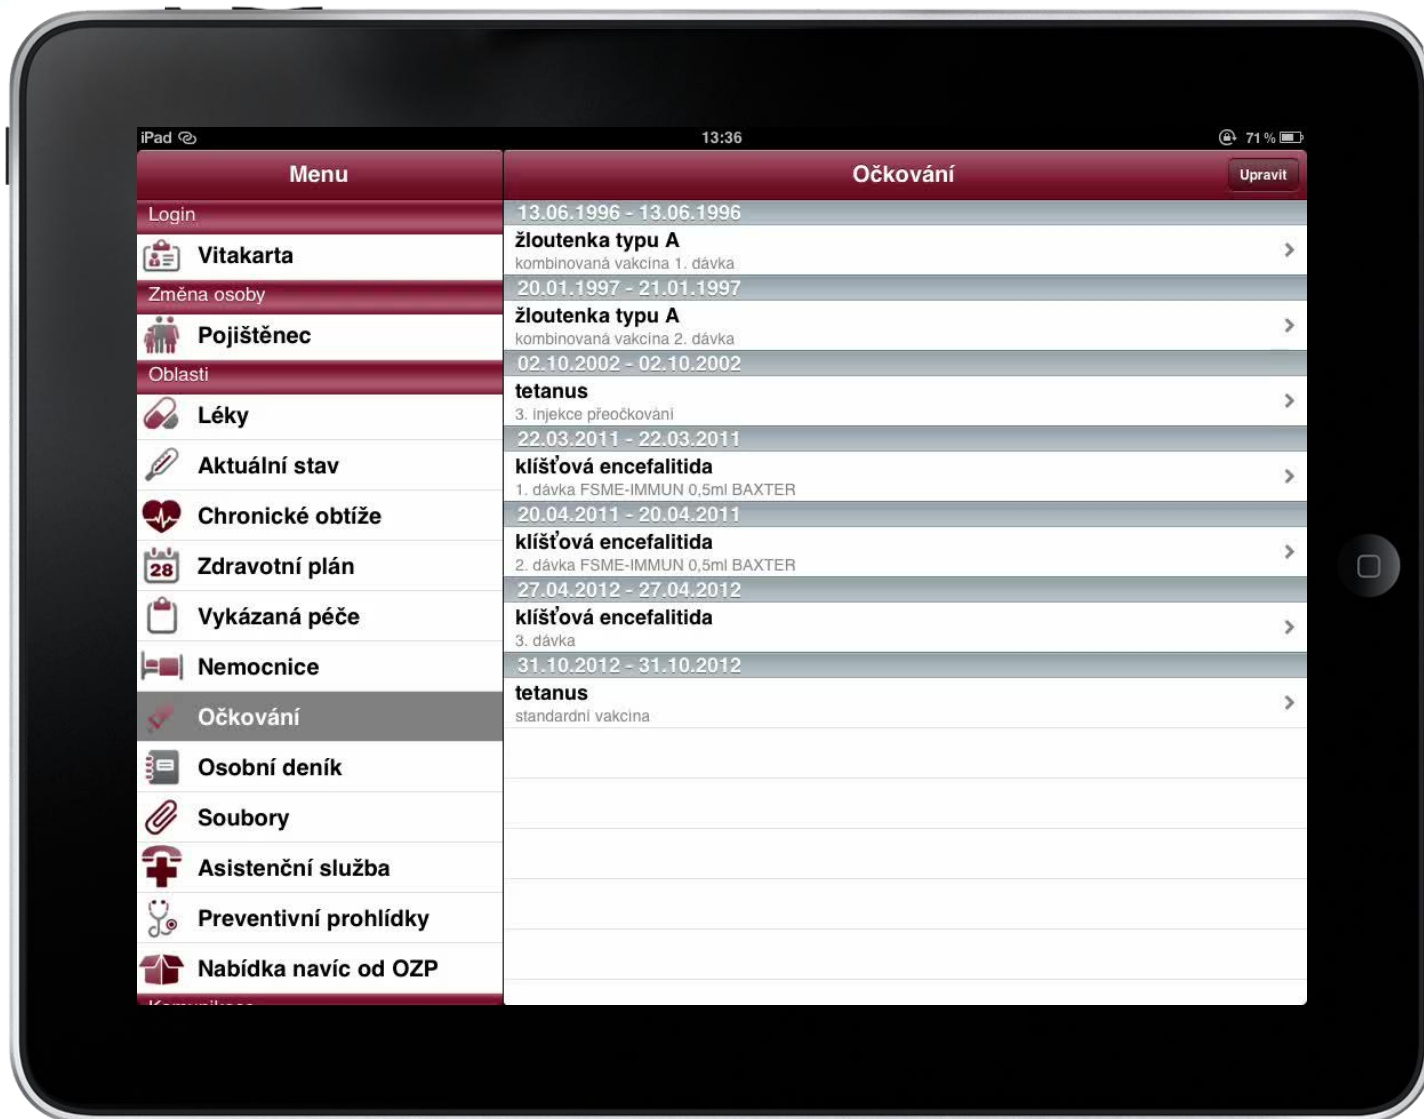 iPad
13:36
71 %
Menu
Očkování
Upravit
Login
Vitakarta
Změna osoby
Pojištěnec
Oblasti
Léky
Aktuální stav
Chronické obtíže
28
Zdravotní plán
Vykázaná péče
Nemocnice
Očkování
Osobní deník
Soubory
Asistenční služba
Preventivní prohlídky
Nabídka navíc od OZP
13.06.1996 - 13.06.1996
žloutenka typu A
kombinovaná vakcína 1. dávka
20.01.1997 - 21.01.1997
žloutenka typu A
kombinovaná vakcína 2. dávka
02.10.2002 - 02.10.2002
tetanus
3. injekce přeočkování
22.03.2011 - 22.03.2011
klíšťová encefalitida
1. dávka FSME-IMMUN 0,5ml BAXTER
20.04.2011 - 20.04.2011
klíšťová encefalitida
2. dávka FSME-IMMUN 0,5ml BAXTER
27.04.2012 - 27.04.2012
klíšťová encefalitida
3. dávka
31.10.2012 - 31.10.2012
tetanus
standardní vakcína